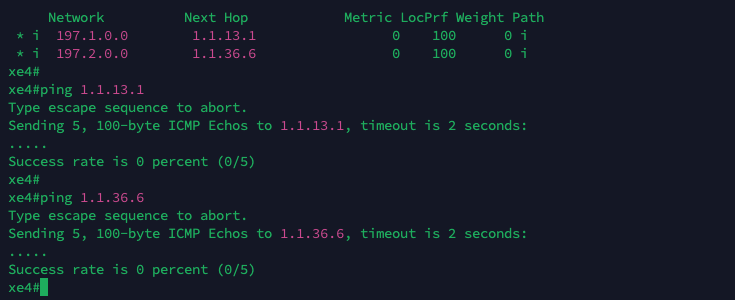 Network Next Hop Metric LocPrf Weight Path
* i 197.1.0.0 1.1.13.1 0 100 0 i
* i 197.2.0.0 1.1.36.6 0 100 0 i
xe4#
xe4#ping 1.1.13.1
Type escape sequence to abort.
Sending 5, 100-byte ICMP Echos to 1.1.13.1, timeout is 2 seconds:
.....
Success rate is 0 percent (0/5)
xe4#
xe4#ping 1.1.36.6
Type escape sequence to abort.
Sending 5, 100-byte ICMP Echos to 1.1.36.6, timeout is 2 seconds:
.....
Success rate is 0 percent (0/5)
xe4#